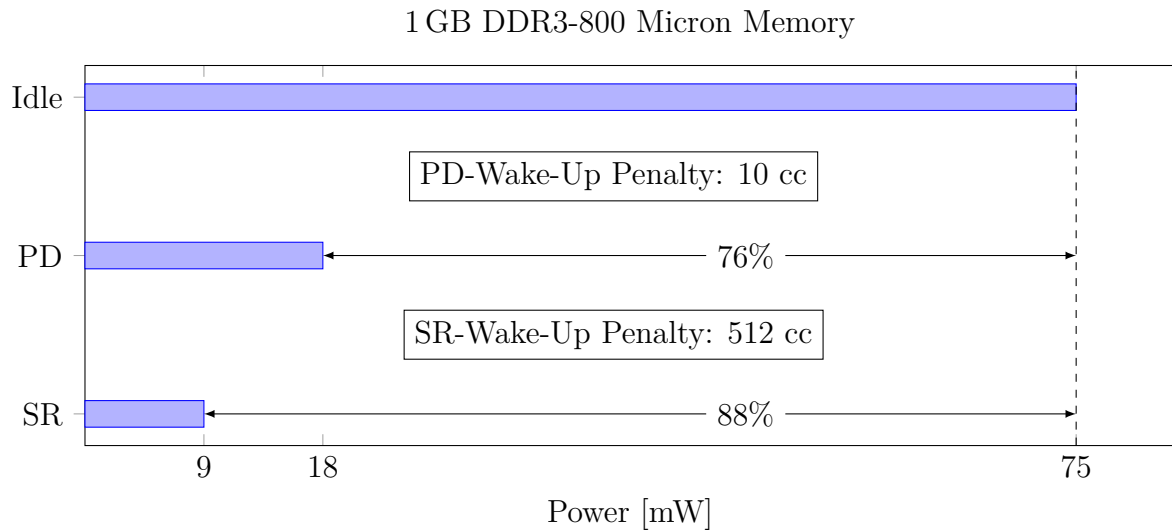 1 GB DDR3-800 Micron Memory
Idle
PD-Wake-Up Penalty: 10 cc
PD
76%
SR-Wake-Up Penalty: 512 cc
SR
88%
9 18 75
Power [mW]